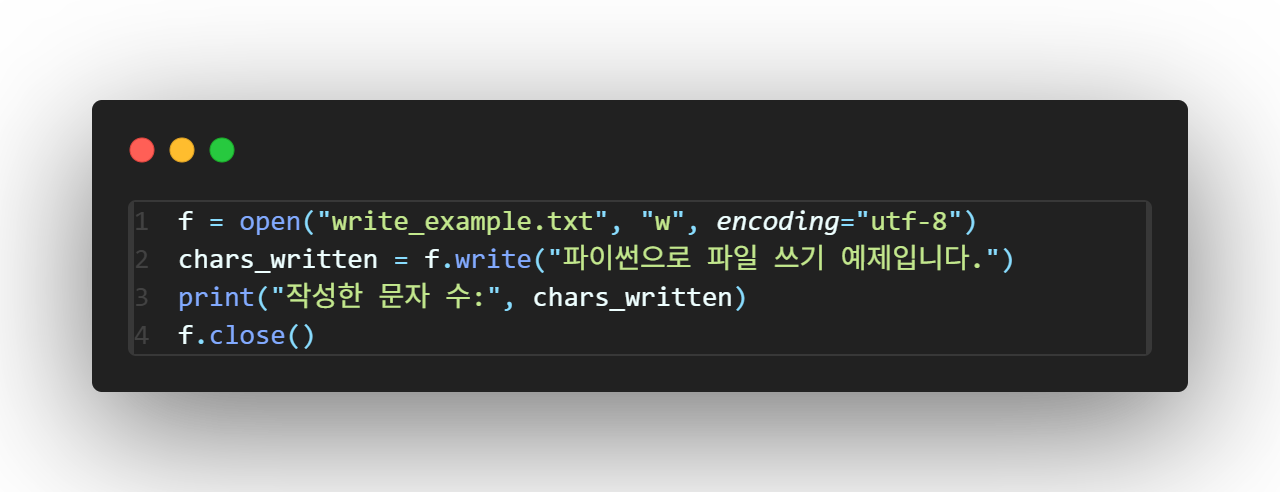 1 f = open("write_example.txt", "w", encoding="utf-8")
2 chars_written = f.write("파이썬으로 파일 쓰기 예제입니다.")
3 print("작성한 문자 수:", chars_written)
4 f.close()